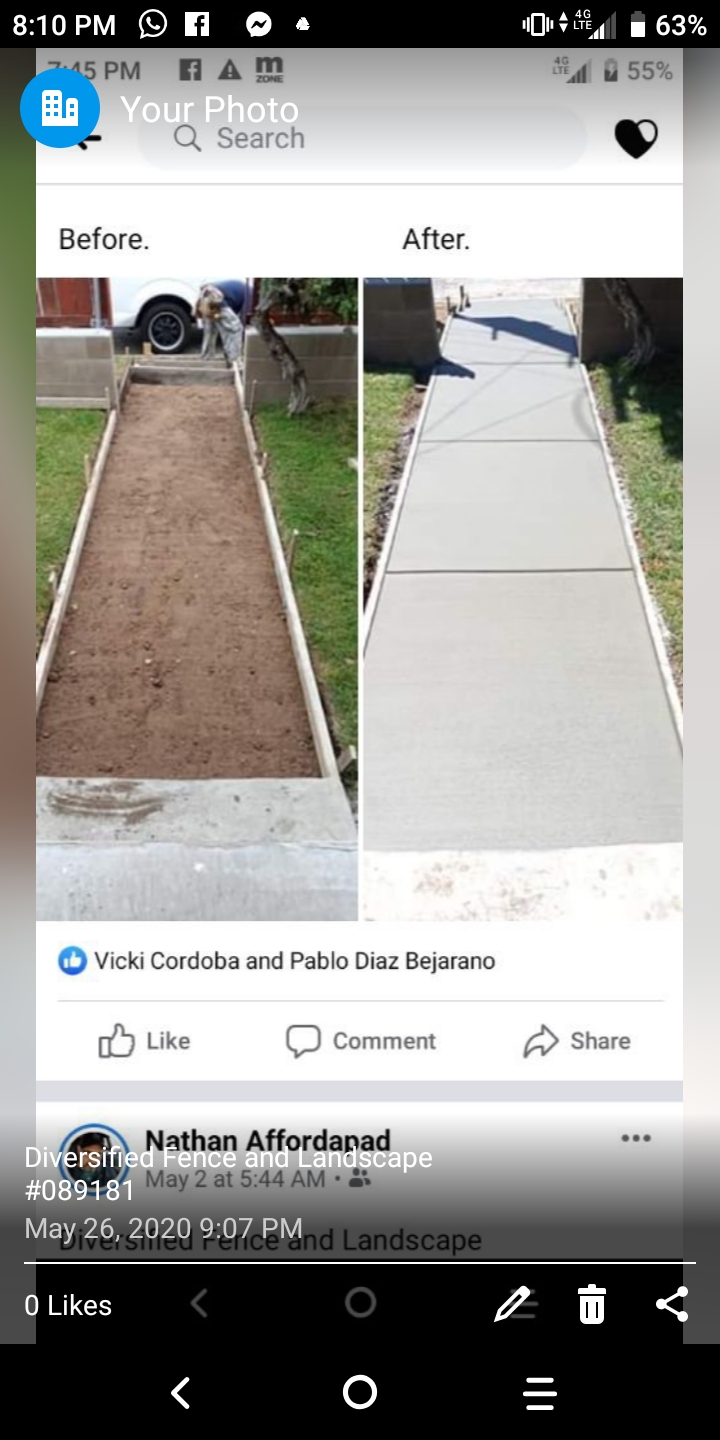 8:10 PM 4G LTE 63%
7:45 PM m ZONE 4G LTE 55%
Your Photo
Search
Before. After.
Vicki Cordoba and Pablo Diaz Bejarano
Like Comment Share
Nathan Affordapad
Diversified Fence and Landscape
May 2 at 5:44 AM
#089181
May 26, 2020 9:07 PM
Diversified Fence and Landscape
0 Likes